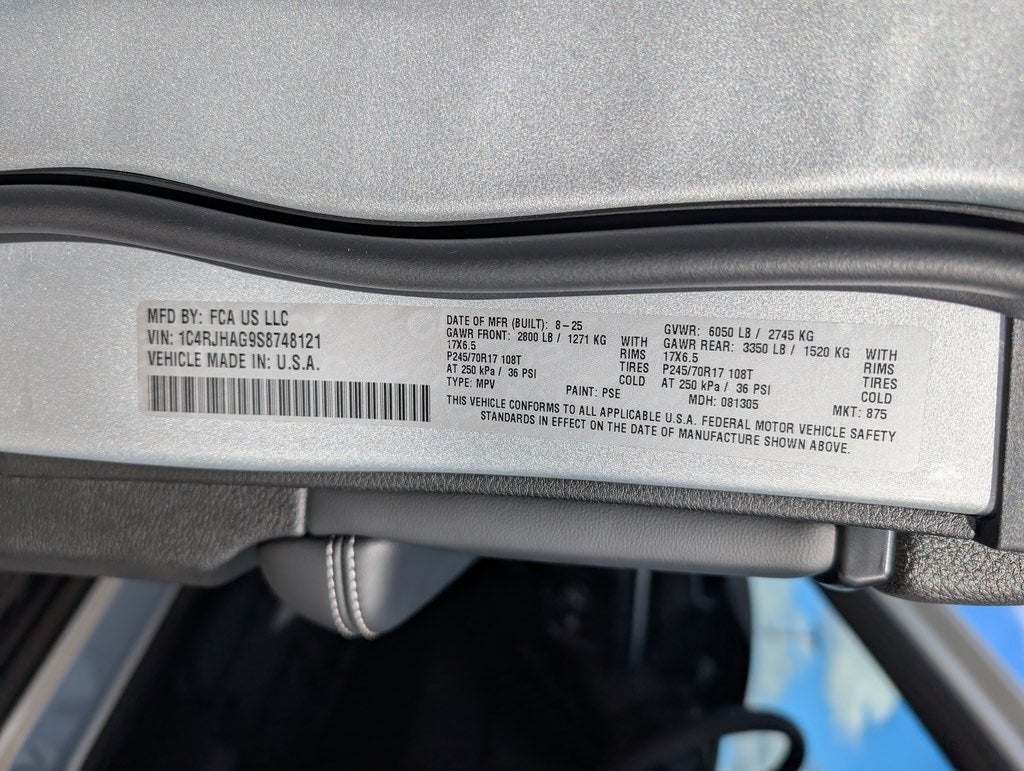 MFD BY: FCA US LLC
VIN: 1C4RJHAG9S8748121
VEHICLE MADE IN: U.S.A.
DATE OF MFR (BUILT): 8-25
GAWR FRONT: 2800 LB / 1271 KG WITH
17X6.5 RIMS
P245/70R17 108T TIRES
AT 250 kPa / 36 PSI COLD
TYPE: MPV PAINT: PSE
GVWR: 6050 LB / 2745 KG
GAWR REAR: 3350 LB / 1520 KG WITH
17X6.5 RIMS
P245/70R17 108T TIRES
AT 250 kPa / 36 PSI COLD
MDH: 081305 MKT: 875
THIS VEHICLE CONFORMS TO ALL APPLICABLE U.S.A. FEDERAL MOTOR VEHICLE SAFETY
STANDARDS IN EFFECT ON THE DATE OF MANUFACTURE SHOWN ABOVE.